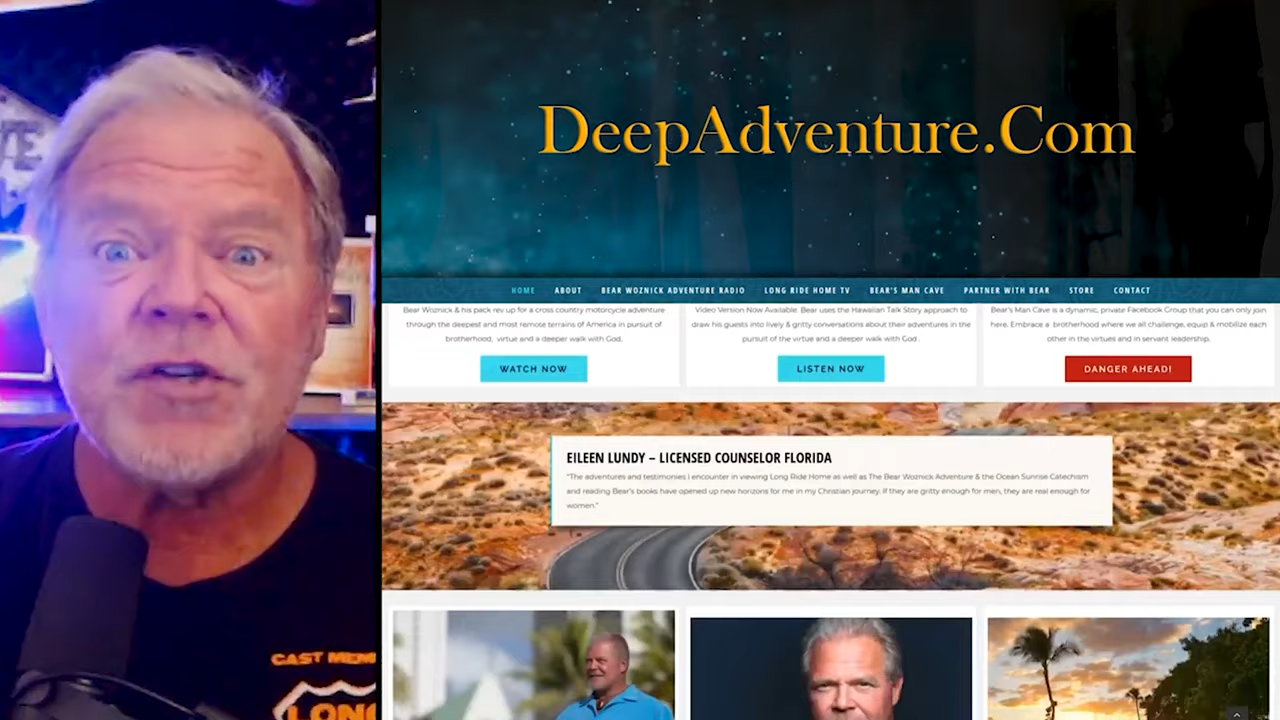 DeepAdventure.Com
HOME ABOUT BEAR WOZNICK ADVENTURE RADIO LONG RIDE HOME TV BEAR'S MAN CAVE PARTNER WITH BEAR STORE CONTACT
Bear Woznick & his pack rev up for a cross country motorcycle adventure
through the deepest and most remote terrains of America in pursuit of
brotherhood, virtue and a deeper walk with God.
WATCH NOW
Video Version Now Available. Bear uses the Hawaiian Talk Story approach to
draw his guests into lively & gritty conversations about their adventures in the
pursuit of the virtue and a deeper walk with God.
LISTEN NOW
Bear's Man Cave is a dynamic, private Facebook Group that you can only join
here. Embrace a brotherhood where we all challenge, equip & mobilize each
other in the virtues and in servant leadership.
DANGER AHEAD!
EILEEN LUNDY – LICENSED COUNSELOR FLORIDA
"The adventures and testimonies I encounter in viewing Long Ride Home as well as The Bear Woznick Adventure & the Ocean Sunrise Catechism
and reading Bear's books have opened up new horizons for me in my Christian journey. If they are gritty enough for men, they are real enough for
women."
CAST MEM
LONG